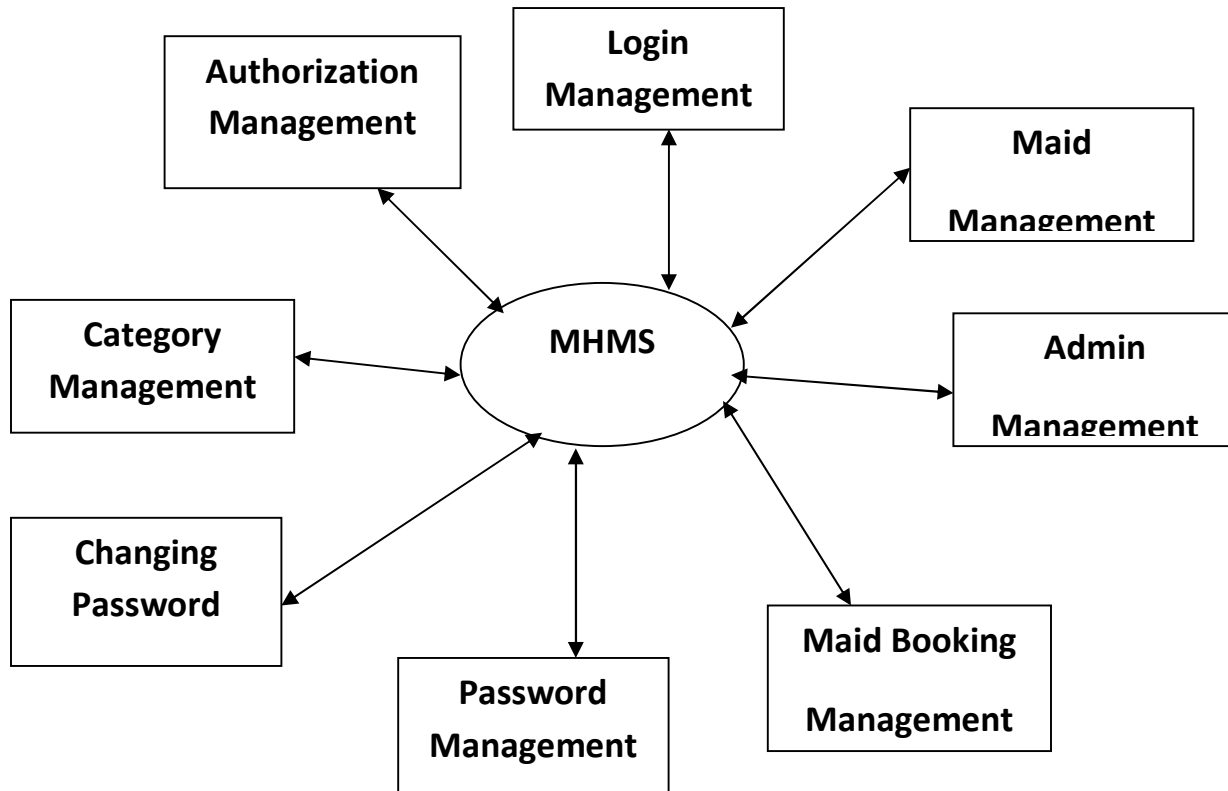 Login
Management
Authorization
Management
Maid
Management
MHMS
Category
Management
Admin
Management
Changing
Password
Maid Booking
Management
Password
Management